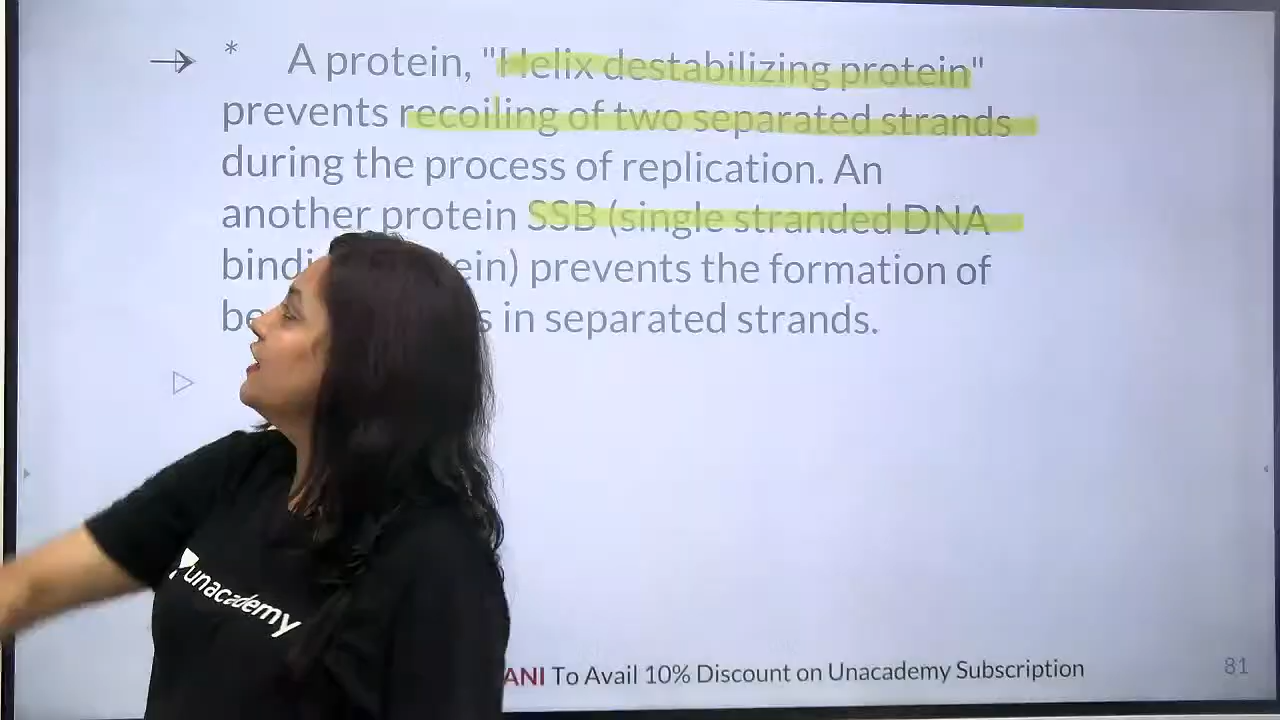 * A protein, "Helix destabilizing protein"
prevents recoiling of two separated strands
during the process of replication. An
another protein SSB (single stranded DNA
ein) prevents the formation of
in separated strands.
unacademy
ANI To Avail 10% Discount on Unacademy Subscription
81